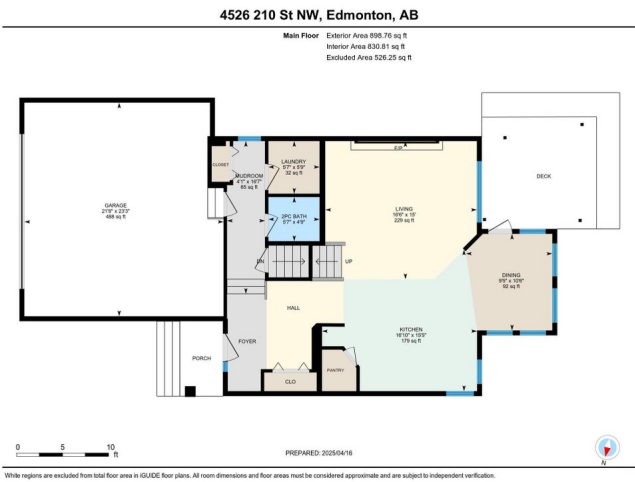 4526 210 St NW, Edmonton, AB
Main Floor Exterior Area 898.76 sq ft
Interior Area 830.81 sq ft
Excluded Area 526.25 sq ft
CLOSET
MUDROOM
4'1" x 16'7"
65 sq ft
LAUNDRY
5'7" x 5'9"
32 sq ft
F/P
GARAGE
21'8" x 23'3"
488 sq ft
2PC BATH
5'7" x 4'9"
LIVING
16'6" x 15'
229 sq ft
DECK
DN
UP
DINING
9'5" x 10'6"
92 sq ft
HALL
FOYER
PORCH
KITCHEN
16'10" x 15'5"
179 sq ft
PANTRY
CLO
0 5 10
ft
PREPARED: 2025/04/16
N
White regions are excluded from total floor area in iGUIDE floor plans. All room dimensions and floor areas must be considered approximate and are subject to independent verification.